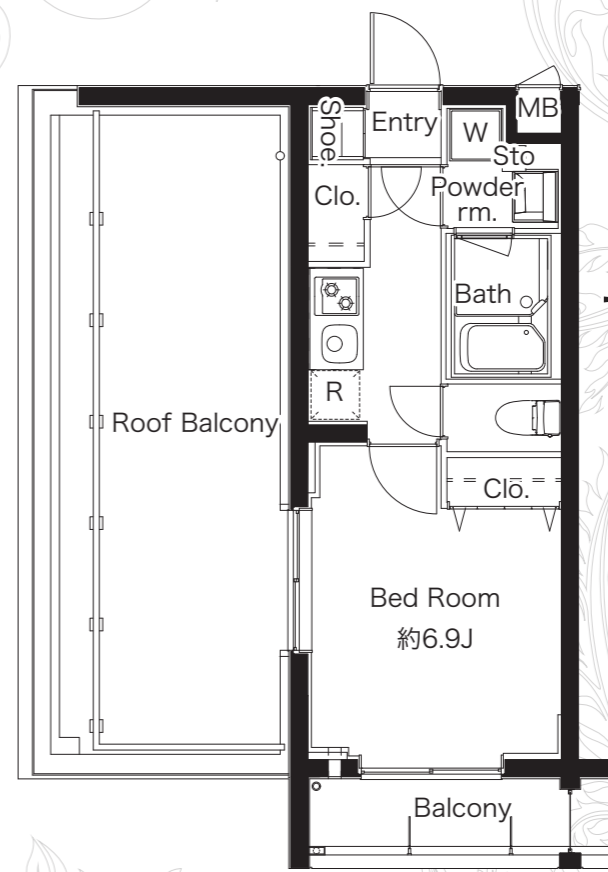 MB
Entry
Shoe.
W
Sto
Clo.
Powder
rm.
Bath
R
Roof Balcony
Clo.
Bed Room
約6.9J
Balcony